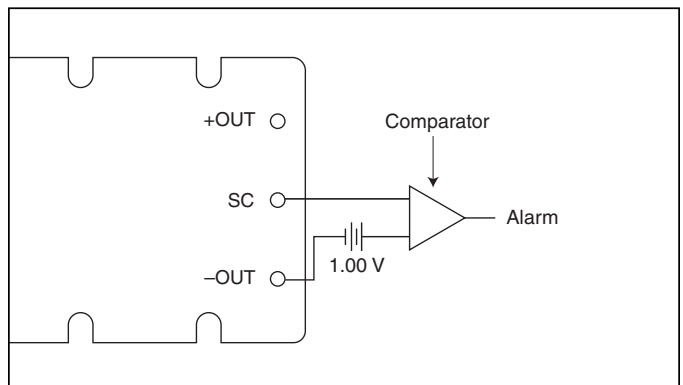 +OUT
Comparator
SC
Alarm
1.00 V
–OUT